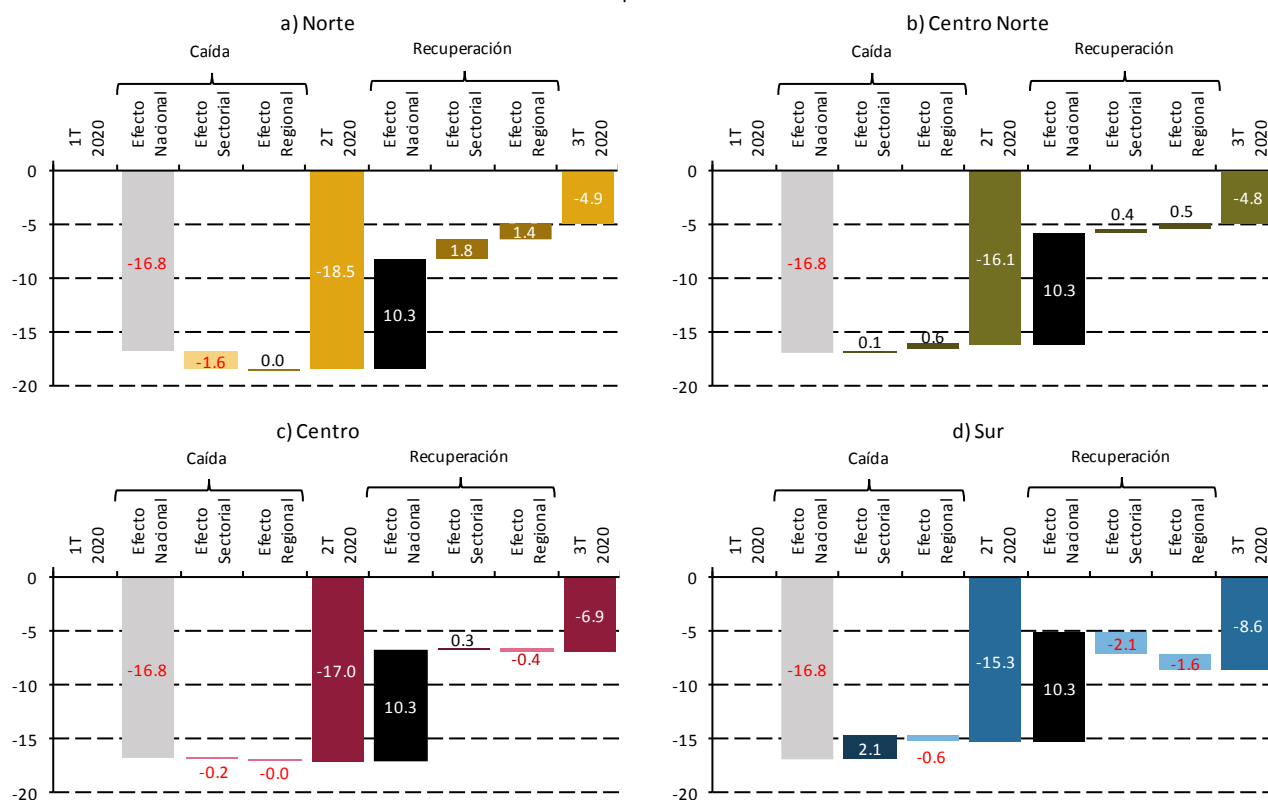 a) Norte
Caída
Recuperación
1T 2020
Efecto Nacional
Efecto Sectorial
Efecto Regional
2T 2020
Efecto Nacional
Efecto Sectorial
Efecto Regional
3T 2020
0
-5
-10
-15
-20
-16.8
-1.6
0.0
-18.5
10.3
1.8
1.4
-4.9
b) Centro Norte
Caída
Recuperación
1T 2020
Efecto Nacional
Efecto Sectorial
Efecto Regional
2T 2020
Efecto Nacional
Efecto Sectorial
Efecto Regional
3T 2020
0
-5
-10
-15
-20
-16.8
0.1
0.6
-16.1
10.3
0.4
0.5
-4.8
c) Centro
Caída
Recuperación
1T 2020
Efecto Nacional
Efecto Sectorial
Efecto Regional
2T 2020
Efecto Nacional
Efecto Sectorial
Efecto Regional
3T 2020
0
-5
-10
-15
-20
-16.8
-0.2
-0.0
-17.0
10.3
0.3
-0.4
-6.9
d) Sur
Caída
Recuperación
1T 2020
Efecto Nacional
Efecto Sectorial
Efecto Regional
2T 2020
Efecto Nacional
Efecto Sectorial
Efecto Regional
3T 2020
0
-5
-10
-15
-20
-16.8
2.1
-0.6
-15.3
10.3
-2.1
-1.6
-8.6